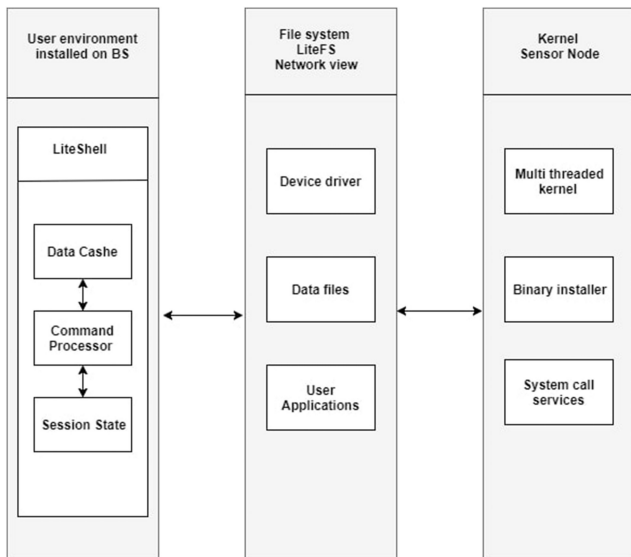 User environment
installed on BS
LiteShell
Data Cashe
Command
Processor
Session State
File system
LiteFS
Network view
Device driver
Data files
User
Applications
Kernel
Sensor Node
Multi threaded
kernel
Binary installer
System call
services